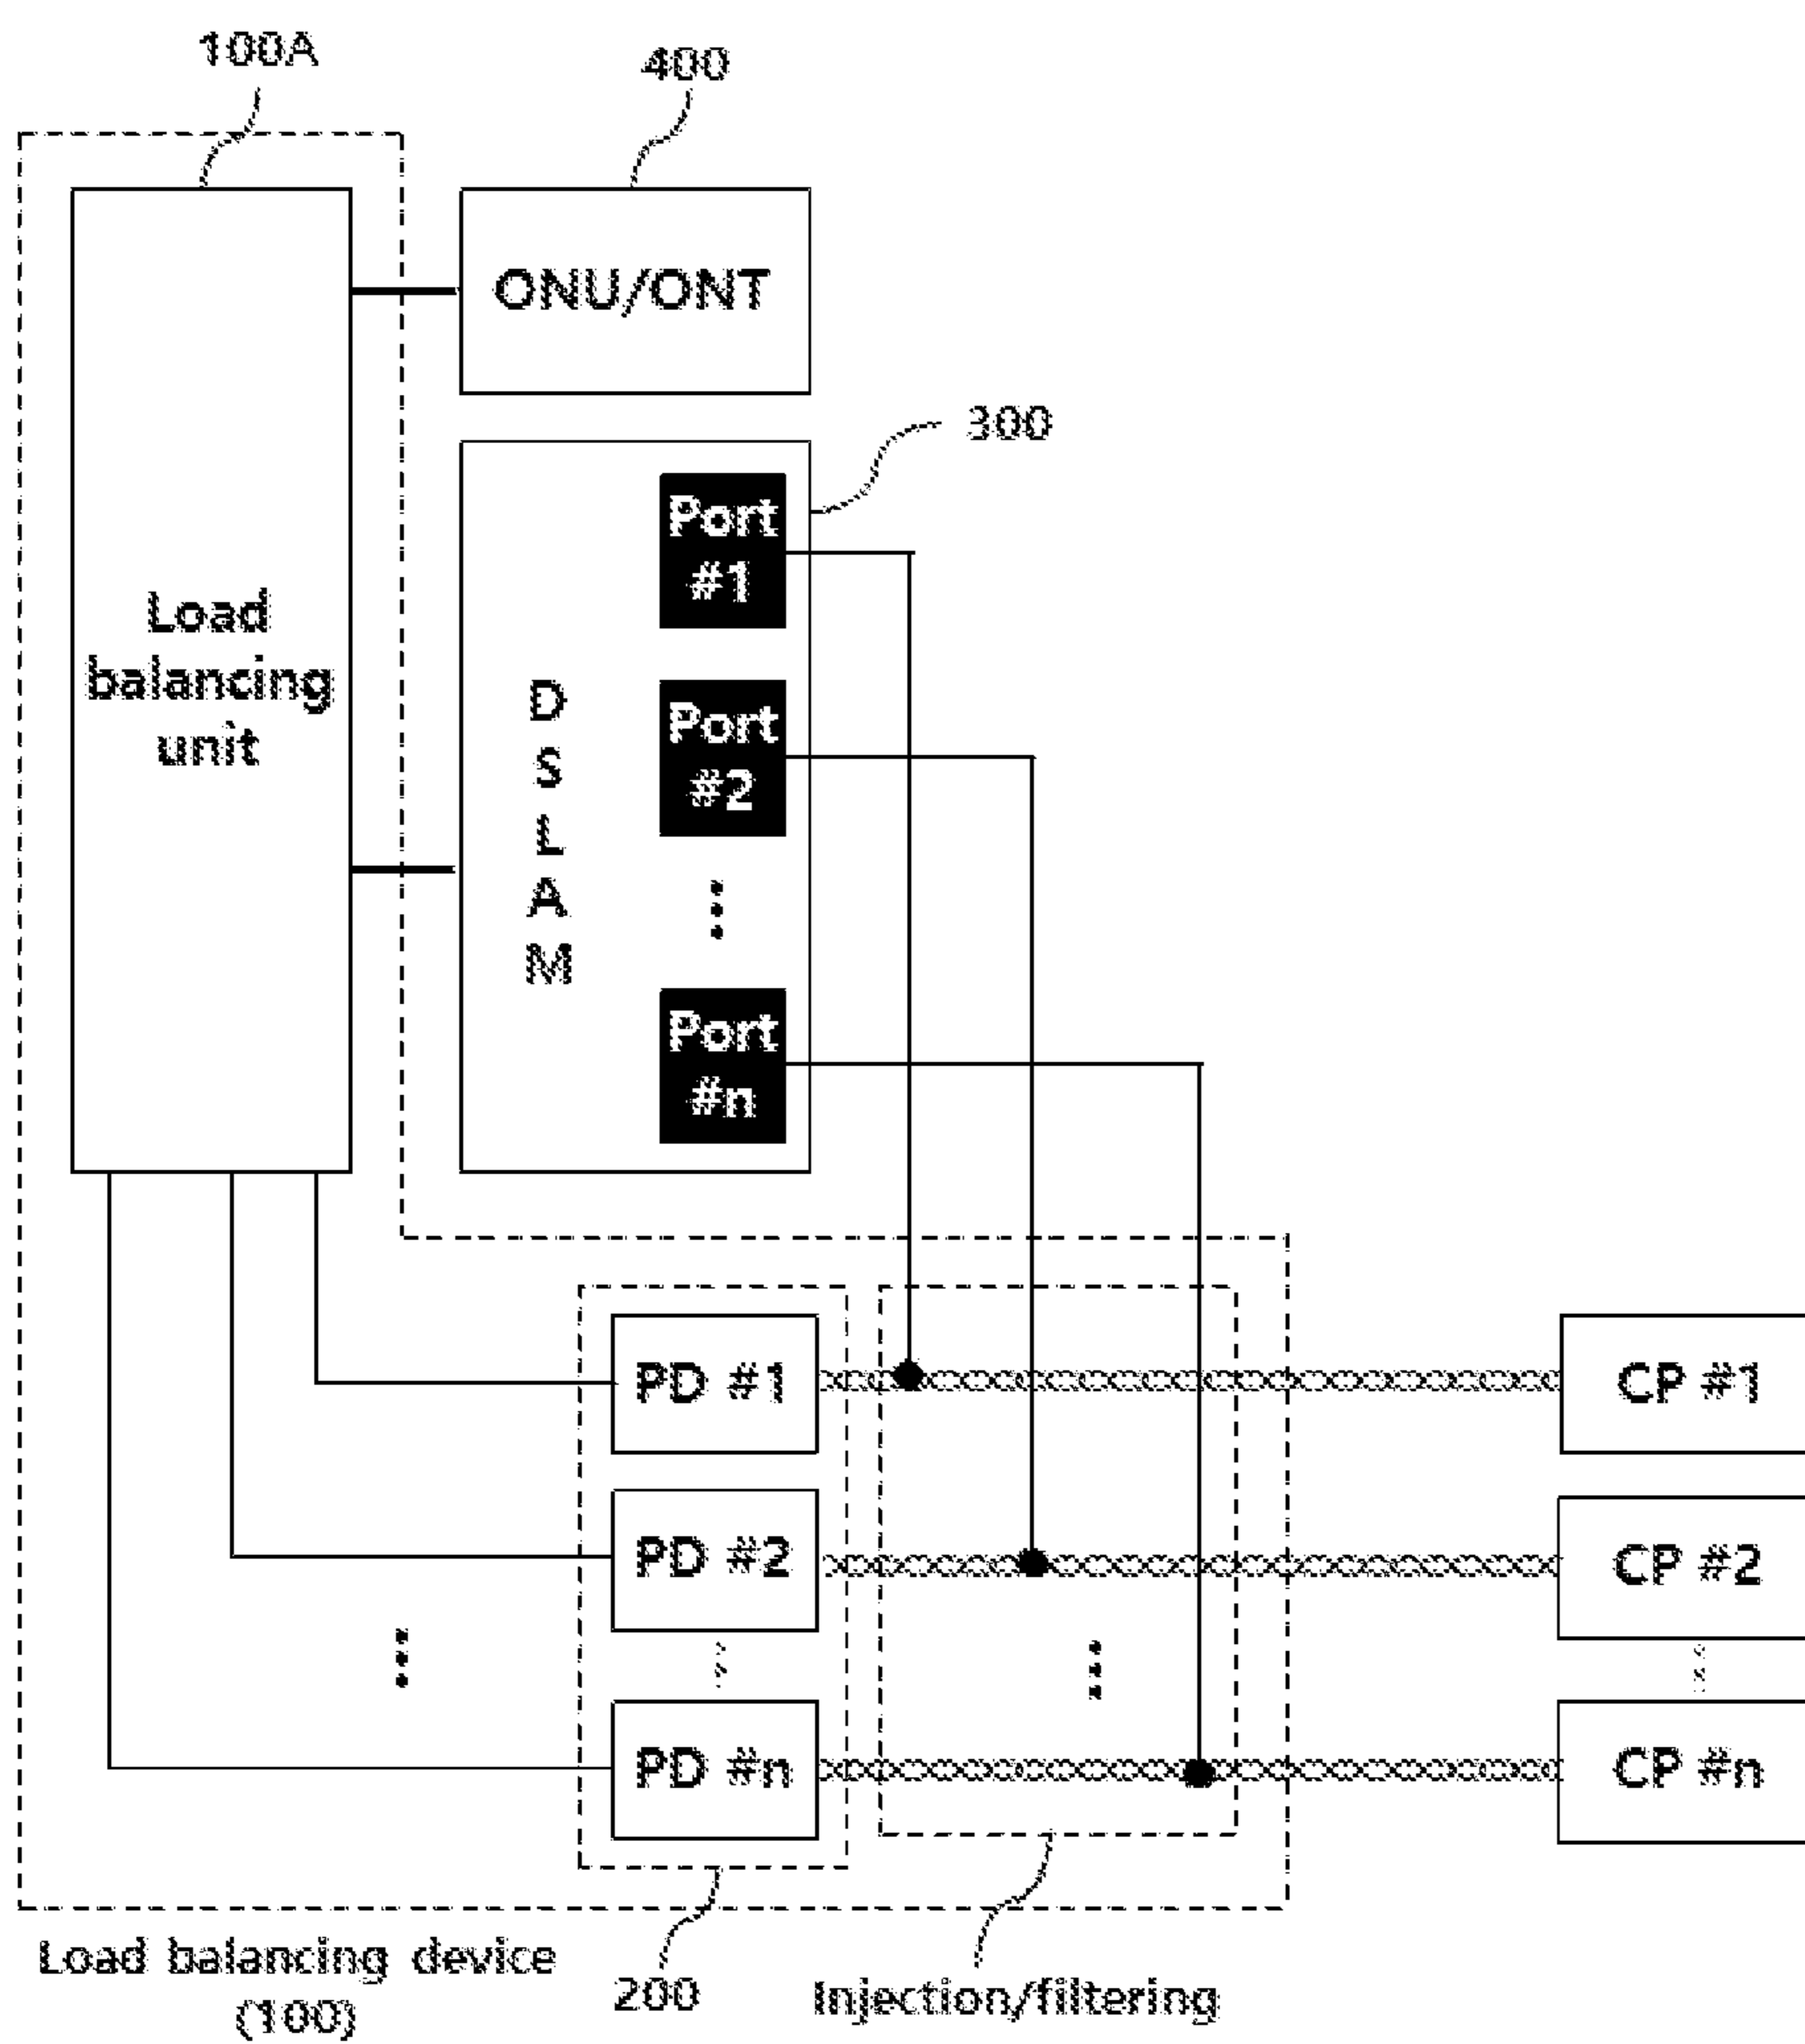 100A
400
ONU/ONT
300
Port
#1
Load
balancing
unit
D
S
L
A
M
Port
#2
Port
#n
PD #1
CP #1
PD #2
CP #2
PD #n
CP #n
Load balancing device
(100)
200
Injection/filtering